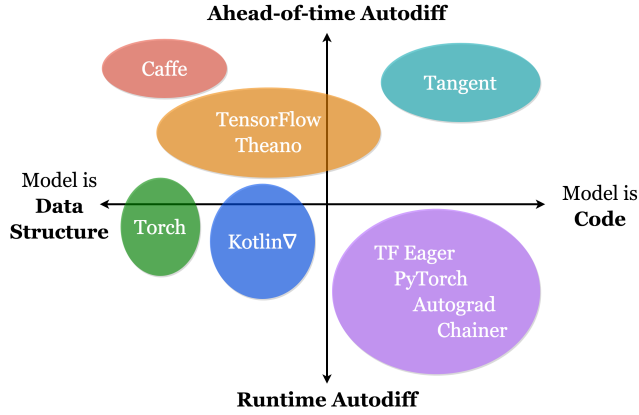 Ahead-of-time Autodiff
Caffe
Tangent
TensorFlow
Theano
Model is
Data
Structure
Model is
Code
Torch
Kotlin∇
TF Eager
PyTorch
Autograd
Chainer
Runtime Autodiff